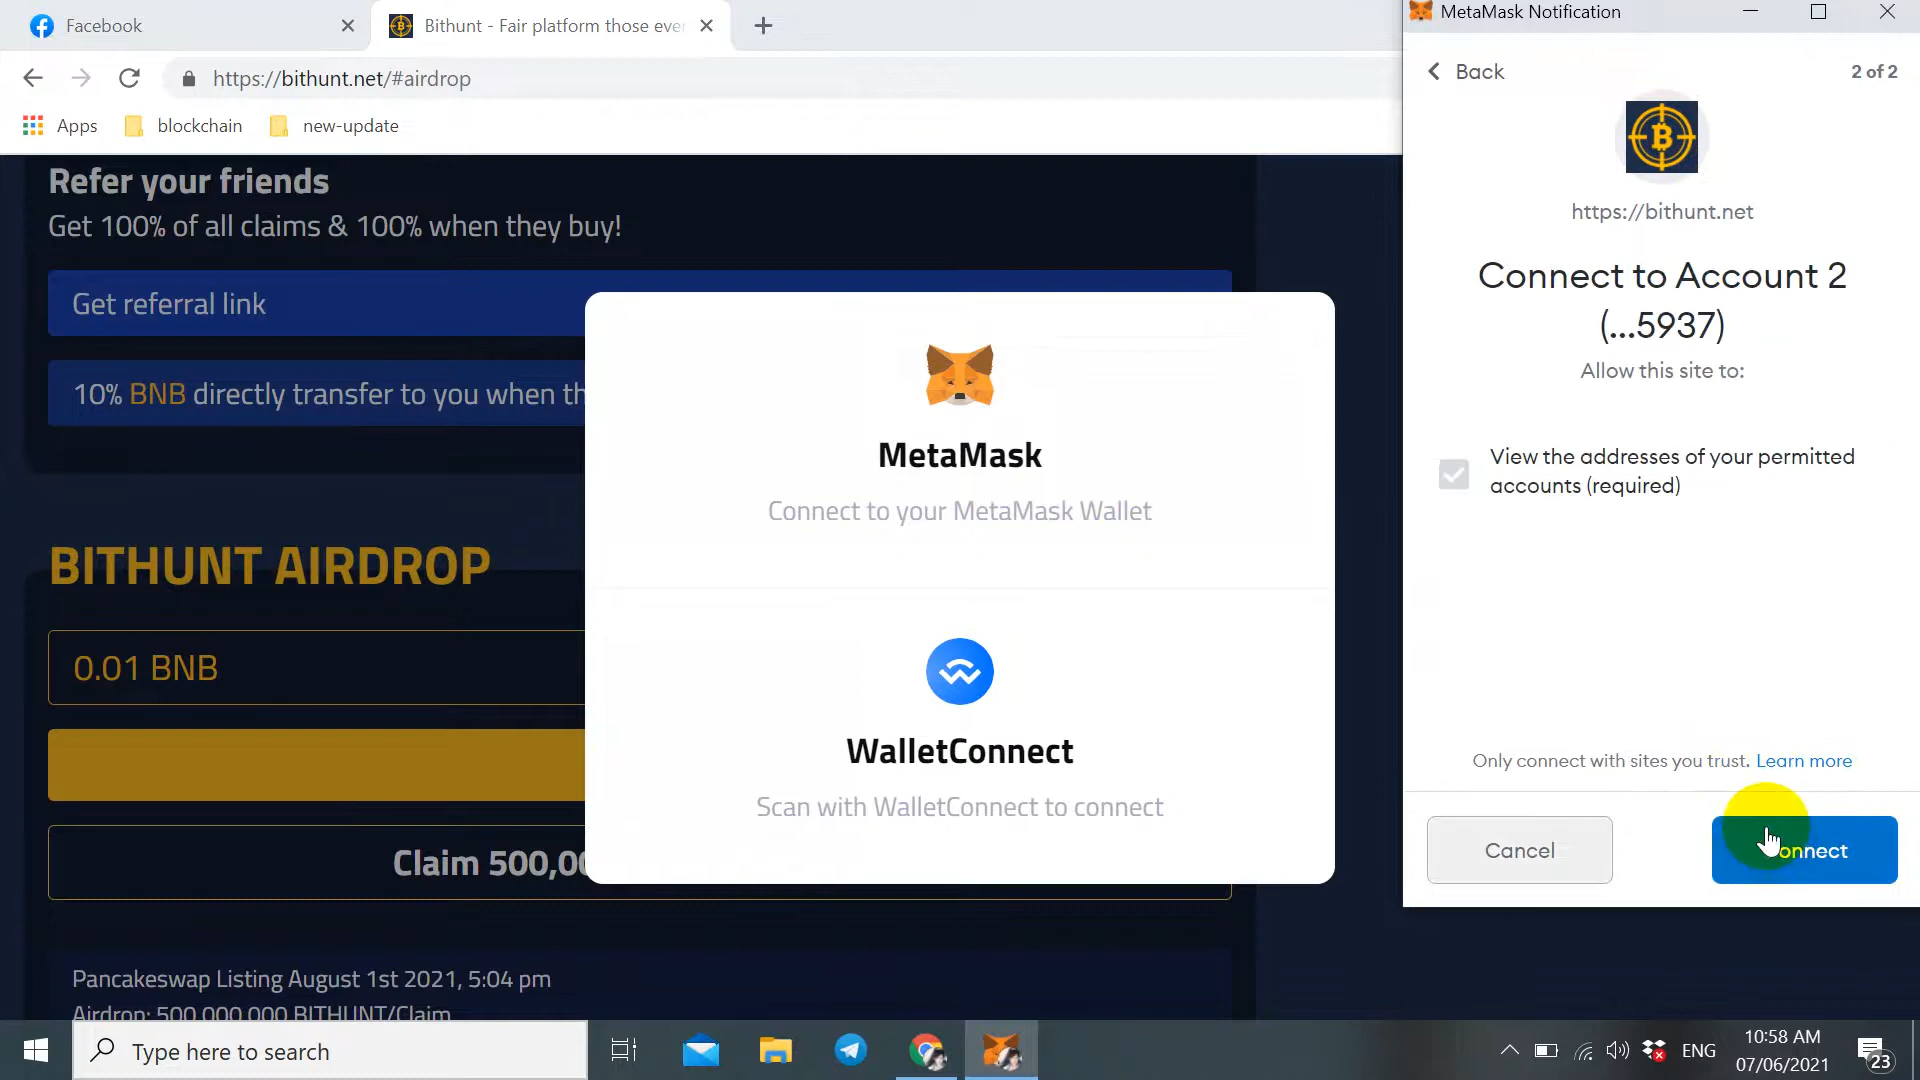 Facebook
Bithunt - Fair platform those ever
MetaMask Notification
https://bithunt.net/#airdrop
Apps
blockchain
new-update
Back
2 of 2
https://bithunt.net
Connect to Account 2
(...5937)
Allow this site to:
View the addresses of your permitted
accounts (required)
Only connect with sites you trust. Learn more
Cancel
onnect
Refer your friends
Get 100% of all claims & 100% when they buy!
Get referral link
10% BNB directly transfer to you when th
MetaMask
Connect to your MetaMask Wallet
WalletConnect
Scan with WalletConnect to connect
BITHUNT AIRDROP
0.01 BNB
Claim 500,00
Pancakeswap Listing August 1st 2021, 5:04 pm
Airdrop: 500,000,000 BITHUNT/Claim
Type here to search
ENG
10:58 AM
07/06/2021
23